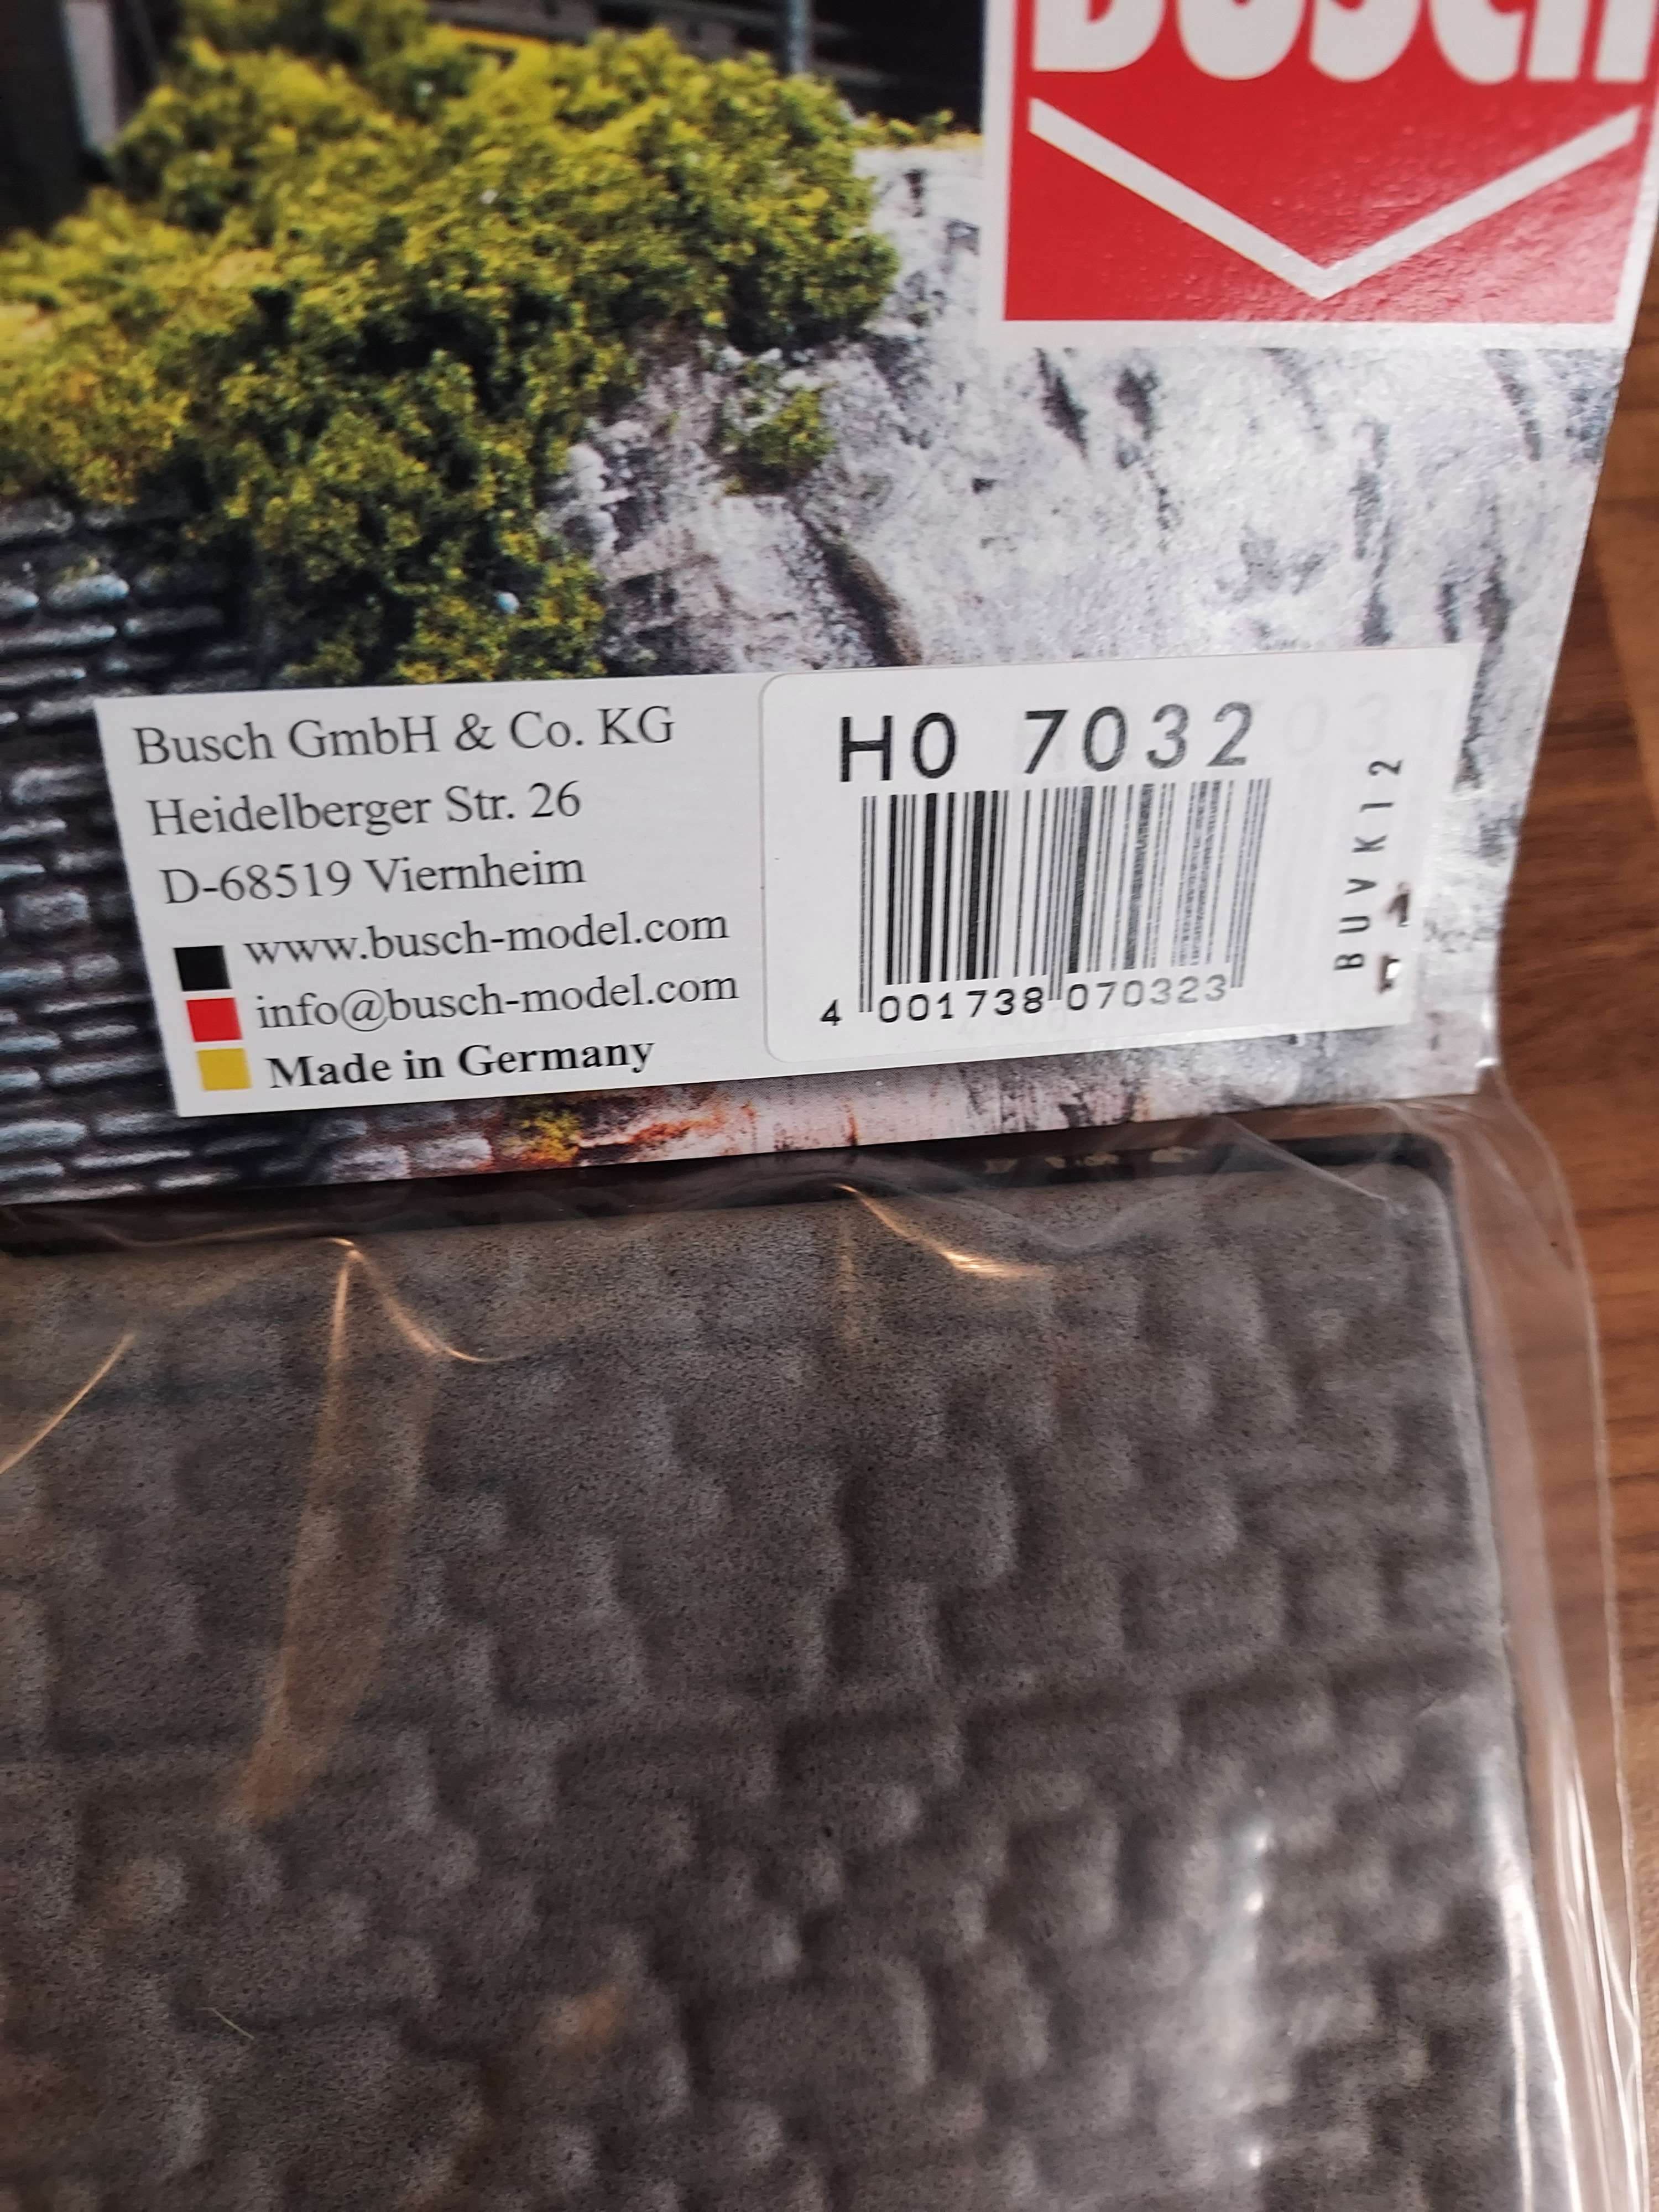 BUSCH
Busch GmbH & Co. KG
Heidelberger Str. 26
D-68519 Viernheim
www.busch-model.com
info@busch-model.com
Made in Germany
H0 7032
4 001738 070323
BUVK12